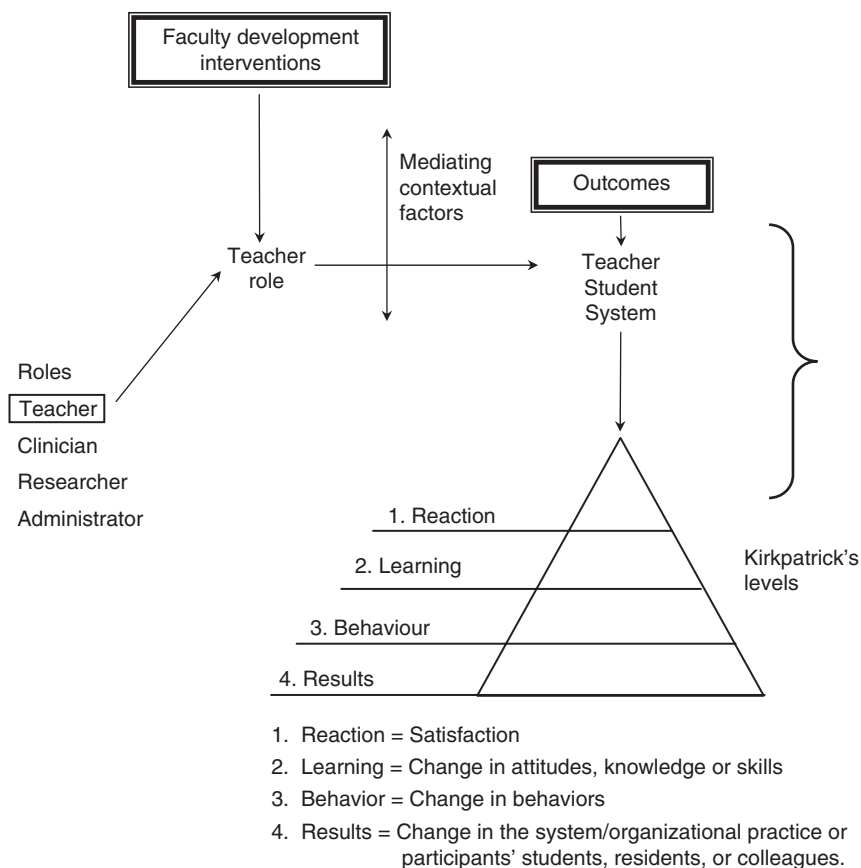 Faculty development
interventions
Mediating
contextual
factors
Outcomes
Teacher
role
Teacher
Student
System
Roles
Teacher
Clinician
Researcher
Administrator
1. Reaction
2. Learning
3. Behaviour
4. Results
Kirkpatrick's
levels
1. Reaction = Satisfaction
2. Learning = Change in attitudes, knowledge or skills
3. Behavior = Change in behaviors
4. Results = Change in the system/organizational practice or
participants' students, residents, or colleagues.